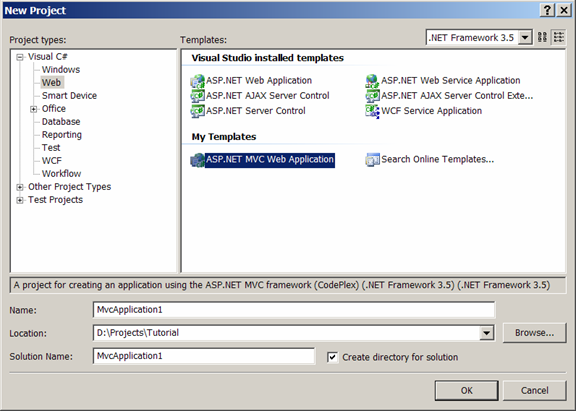 New Project
Project types:
Templates:
.NET Framework 3.5
Visual C#
Windows
Web
Smart Device
Office
Database
Reporting
Test
WCF
Workflow
Other Project Types
Test Projects
Visual Studio installed templates
ASP.NET Web Application
ASP.NET Web Service Application
ASP.NET AJAX Server Control
ASP.NET AJAX Server Control Exte...
ASP.NET Server Control
WCF Service Application
My Templates
ASP.NET MVC Web Application
Search Online Templates...
A project for creating an application using the ASP.NET MVC framework (CodePlex) (.NET Framework 3.5) (.NET Framework 3.5)
Name:
MvcApplication1
Location:
D:\Projects\Tutorial
Browse...
Solution Name:
MvcApplication1
Create directory for solution
OK
Cancel